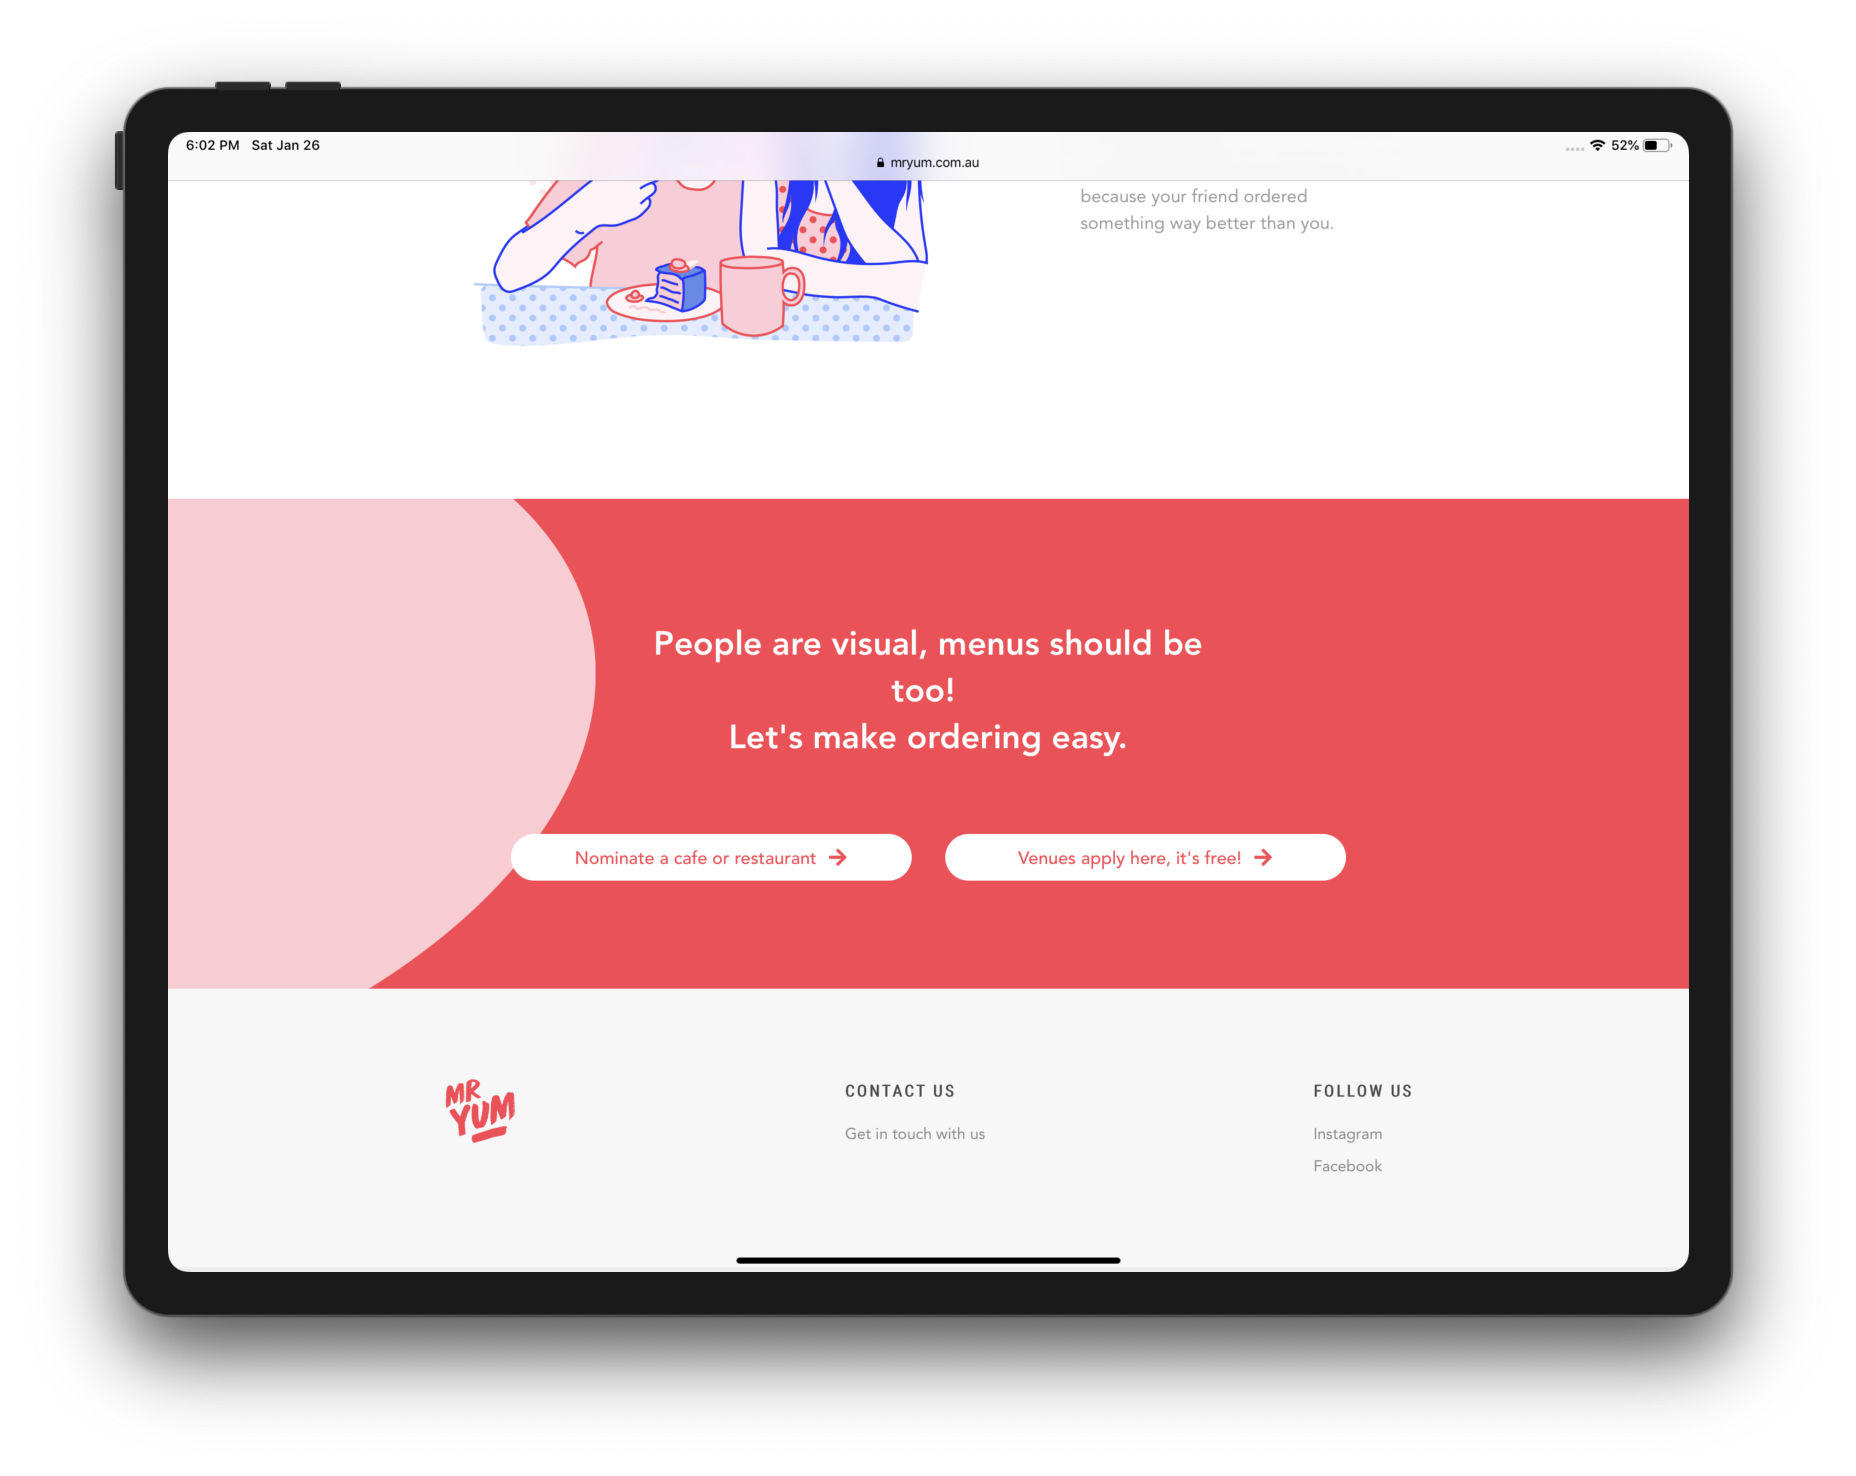 6:02 PM Sat Jan 26
52%
mryum.com.au
because your friend ordered
something way better than you.
People are visual, menus should be
too!
Let's make ordering easy.
Nominate a cafe or restaurant →
Venues apply here, it's free! →
MR
YUM
CONTACT US
Get in touch with us
FOLLOW US
Instagram
Facebook